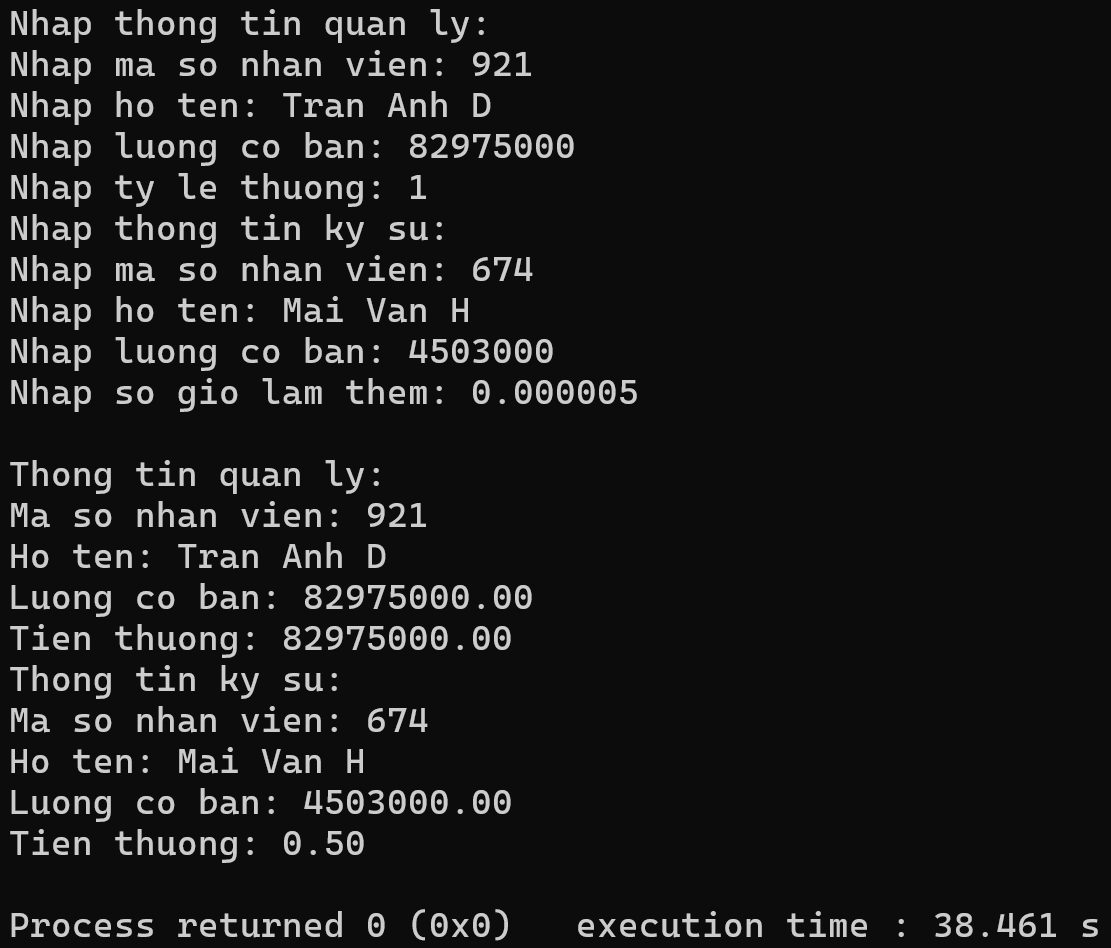 Nhap thong tin quan ly:
Nhap ma so nhan vien: 921
Nhap ho ten: Tran Anh D
Nhap luong co ban: 82975000
Nhap ty le thuong: 1
Nhap thong tin ky su:
Nhap ma so nhan vien: 674
Nhap ho ten: Mai Van H
Nhap luong co ban: 4503000
Nhap so gio lam them: 0.000005

Thong tin quan ly:
Ma so nhan vien: 921
Ho ten: Tran Anh D
Luong co ban: 82975000.00
Tien thuong: 82975000.00
Thong tin ky su:
Ma so nhan vien: 674
Ho ten: Mai Van H
Luong co ban: 4503000.00
Tien thuong: 0.50

Process returned 0 (0x0)   execution time : 38.461 s